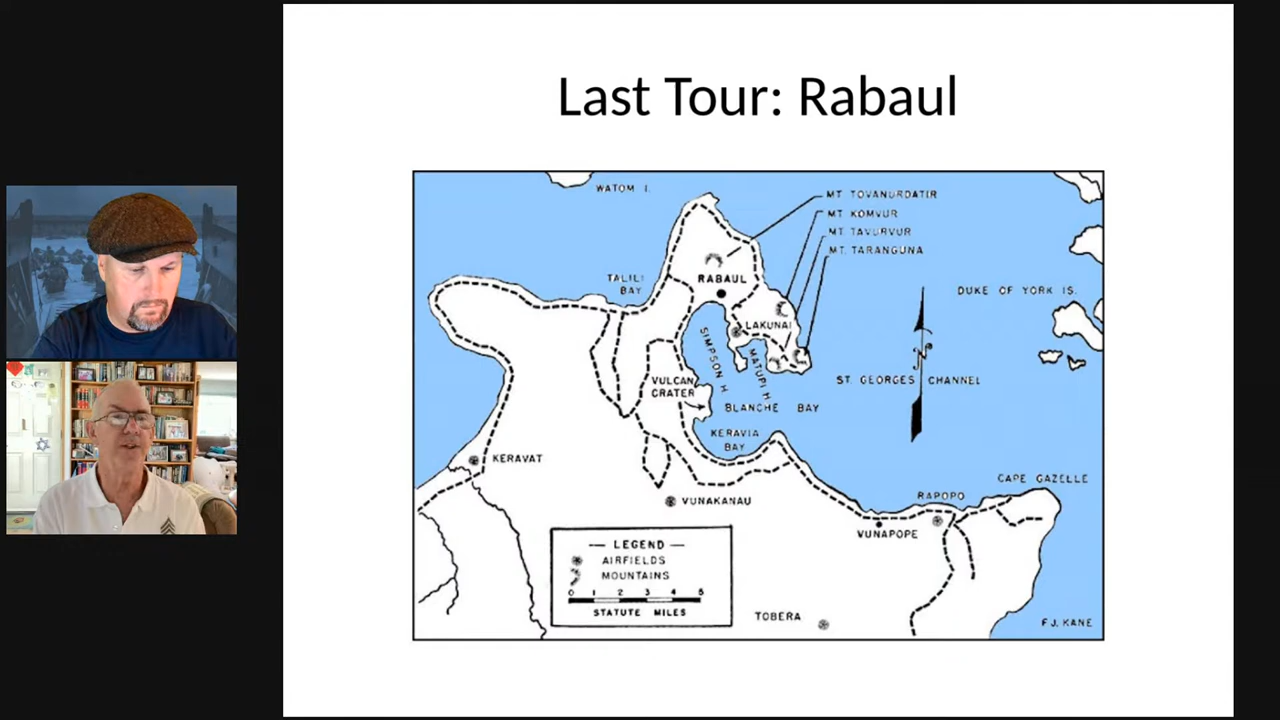 Last Tour: Rabaul
WATOM I.
MT. TOVANURDATIR
MT. KOMVUR
MT. TAVURVUR
MT. TARANGUNA
TALILI
BAY
RABAUL
DUKE OF YORK IS.
LAKUNAI
SIMPSON H.
MATUPI H.
N
ST. GEORGES CHANNEL
VULCAN
CRATER
BLANCHE BAY
KERAVIA
BAY
KERAVAT
CAPE GAZELLE
RAPOPO
VUNAKANAU
VUNAPOPE
— LEGEND —
AIRFIELDS
MOUNTAINS
0 1 2 3 4 5
STATUTE MILES
TOBERA
F.J. KANE